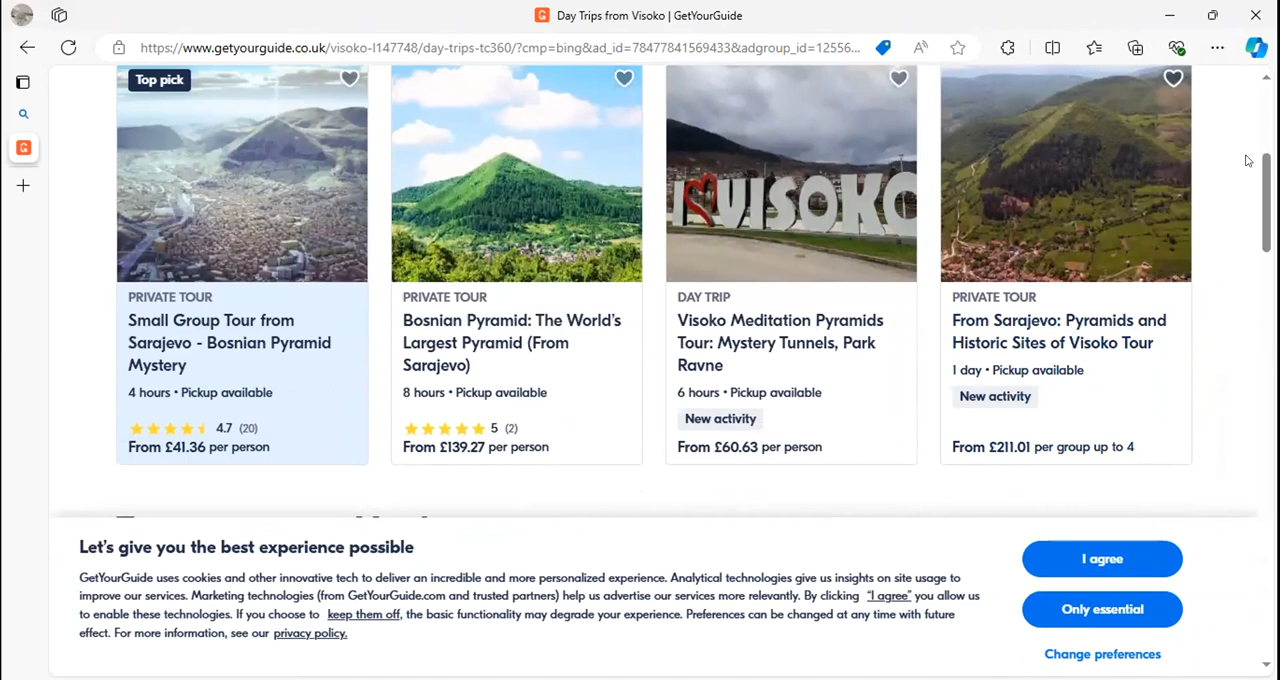 Day Trips from Visoko | GetYourGuide
https://www.getyourguide.co.uk/visoko-l147748/day-trips-tc360/?cmp=bing&ad_id=78477841569433&adgroup_id=12556...
Top pick
I VISOKO
PRIVATE TOUR
Small Group Tour from
Sarajevo - Bosnian Pyramid
Mystery
4 hours • Pickup available
4.7 (20)
From £41.36 per person
PRIVATE TOUR
Bosnian Pyramid: The World's
Largest Pyramid (From
Sarajevo)
8 hours • Pickup available
5 (2)
From £139.27 per person
DAY TRIP
Visoko Meditation Pyramids
Tour: Mystery Tunnels, Park
Ravne
6 hours • Pickup available
New activity
From £60.63 per person
PRIVATE TOUR
From Sarajevo: Pyramids and
Historic Sites of Visoko Tour
1 day • Pickup available
New activity
From £211.01 per group up to 4
Let's give you the best experience possible
GetYourGuide uses cookies and other innovative tech to deliver an incredible and more personalized experience. Analytical technologies give us insights on site usage to
improve our services. Marketing technologies (from GetYourGuide.com and trusted partners) help us advertise our services more relevantly. By clicking "I agree" you allow us
to enable these technologies. If you choose to keep them off, the basic functionality may degrade your experience. Preferences can be changed at any time with future
effect. For more information, see our privacy policy.
I agree
Only essential
Change preferences